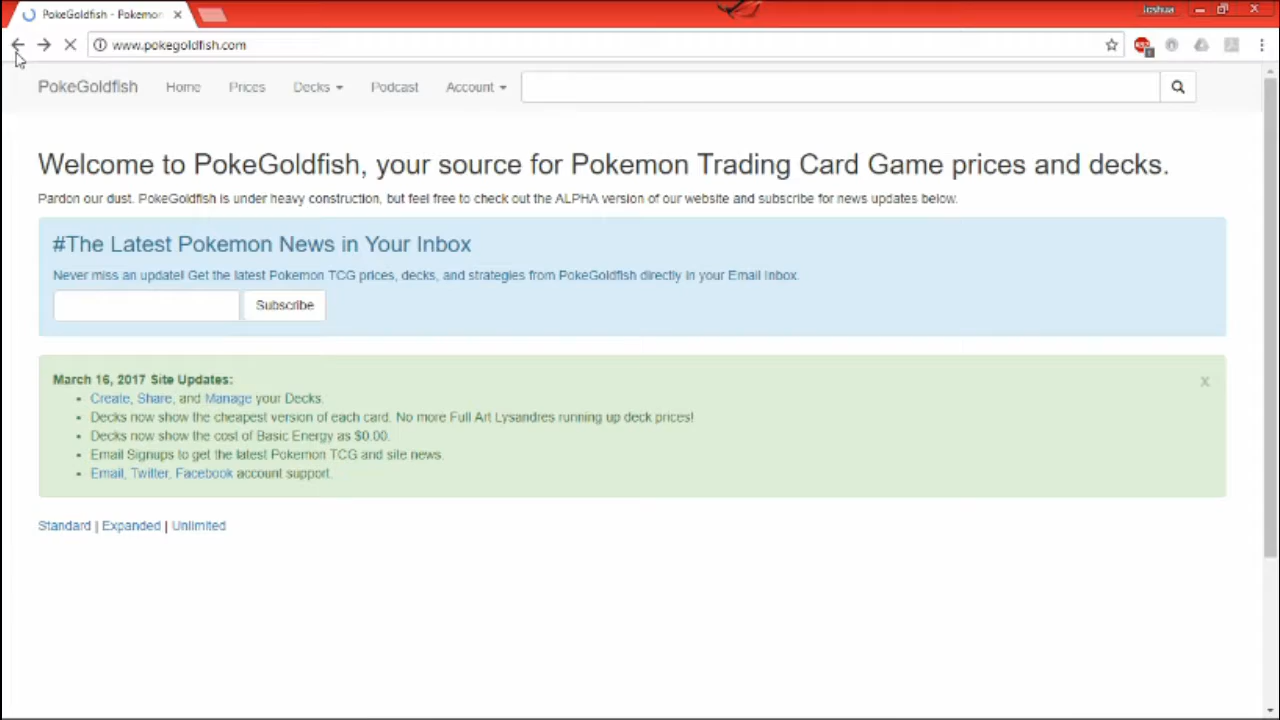 PokeGoldfish - Pokemon
Joshua
www.pokegoldfish.com
PokeGoldfish Home Prices Decks Podcast Account
Welcome to PokeGoldfish, your source for Pokemon Trading Card Game prices and decks.
Pardon our dust. PokeGoldfish is under heavy construction, but feel free to check out the ALPHA version of our website and subscribe for news updates below.
#The Latest Pokemon News in Your Inbox
Never miss an update! Get the latest Pokemon TCG prices, decks, and strategies from PokeGoldfish directly in your Email Inbox.
Subscribe
March 16, 2017 Site Updates:
x
• Create, Share, and Manage your Decks.
• Decks now show the cheapest version of each card. No more Full Art Lysandres running up deck prices!
• Decks now show the cost of Basic Energy as $0.00.
• Email Signups to get the latest Pokemon TCG and site news.
• Email, Twitter, Facebook account support.
Standard | Expanded | Unlimited